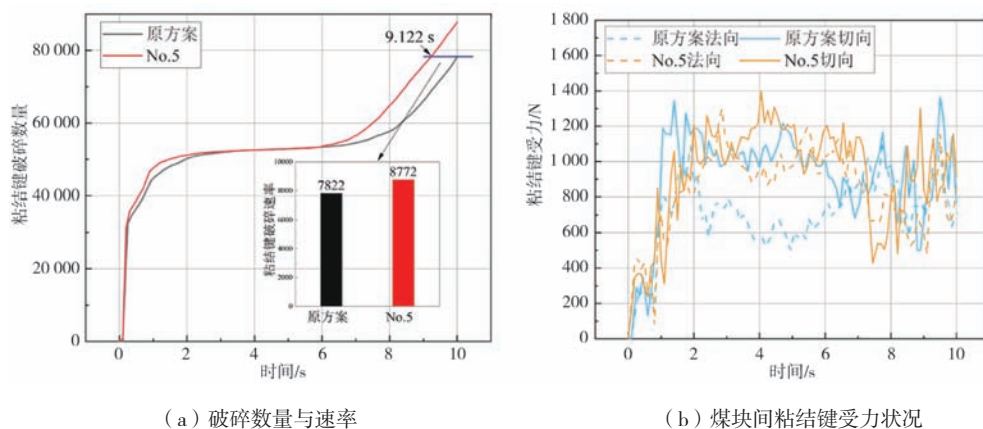 原方案
No.5
9.122 s
80 000
60 000
40 000
20 000
0
粘结键破碎数量
0 2 4 6 8 10
时间/s
10000
8000
6000
4000
2000
0
粘结键破碎速率
7822
8772
原方案 No.5
(a)破碎数量与速率
1 800
1 600
1 400
1 200
1 000
800
600
400
200
0
粘结键受力/N
原方案法向 原方案切向
No.5法向 No.5切向
0 2 4 6 8 10
时间/s
(b)煤块间粘结键受力状况